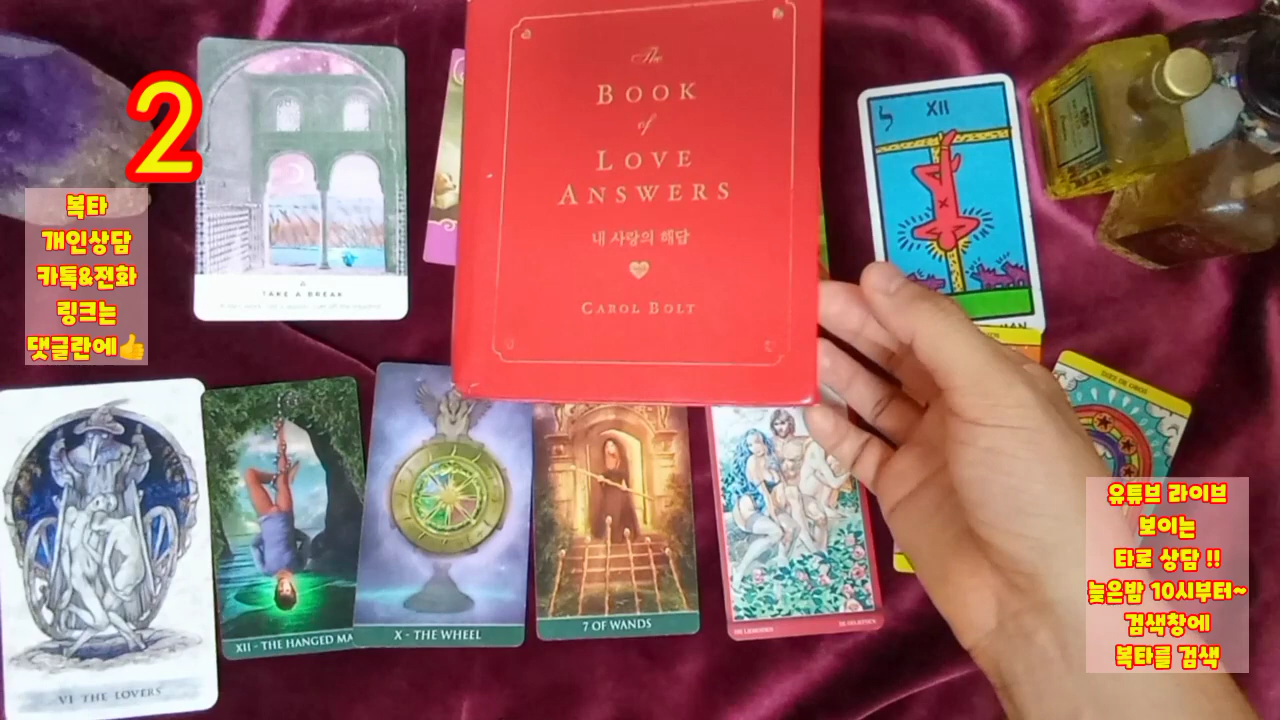 2
복타
개인상담
카톡&전화
링크는
댓글란에👍
TAKE A BREAK
The
BOOK
of
LOVE
ANSWERS
내 사랑의 해답
CAROL BOLT
XII
ל
VI THE LOVERS
XII - THE HANGED MA
X - THE WHEEL
7 OF WANDS
유튜브 라이브
보이는
타로 상담 !!
늦은밤 10시부터~
검색창에
복타를 검색